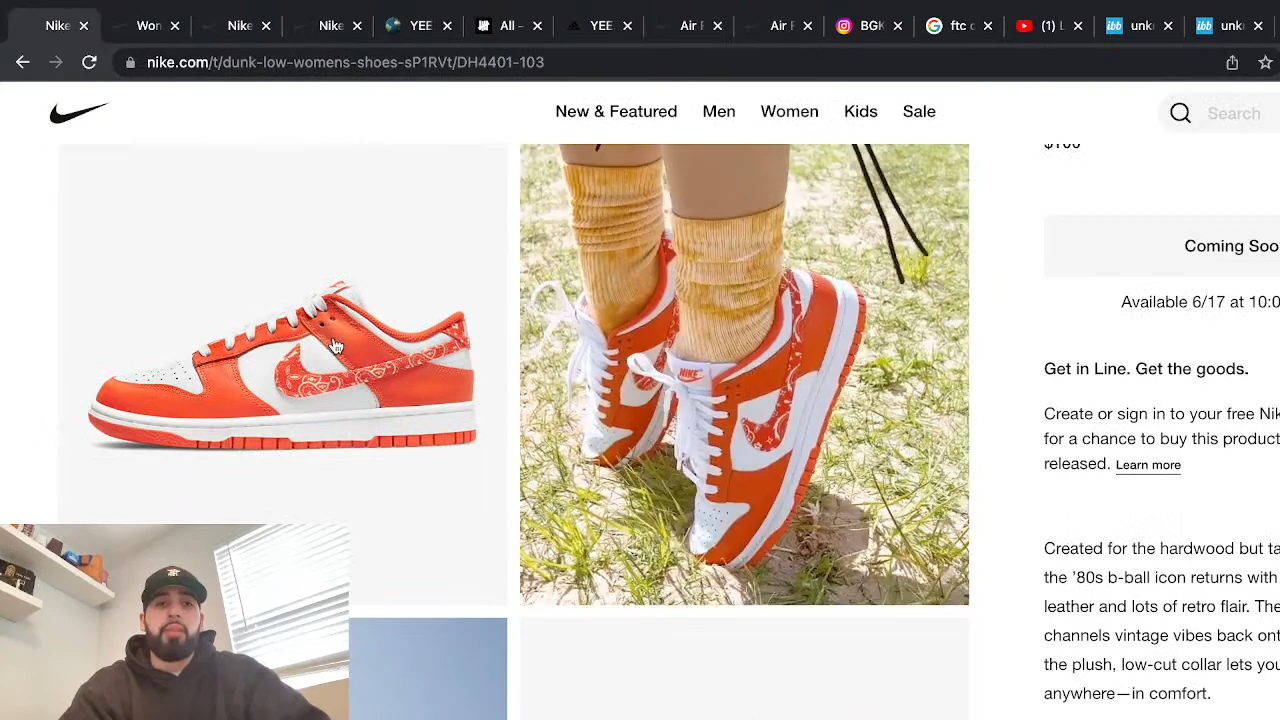 Nike
Won
Nike
Nike
YEE
All –
YEE
Air F
Air F
BGK
ftc c
(1) L
ibb
unk
ibb
unk
nike.com/t/dunk-low-womens-shoes-sP1RVt/DH4401-103
New & Featured
Men
Women
Kids
Sale
Search
NIKE
Coming Soo
Available 6/17 at 10:0
Get in Line. Get the goods.
Create or sign in to your free Nik
for a chance to buy this product
released. Learn more
Created for the hardwood but ta
the '80s b-ball icon returns with
leather and lots of retro flair. The
channels vintage vibes back ont
the plush, low-cut collar lets you
anywhere—in comfort.